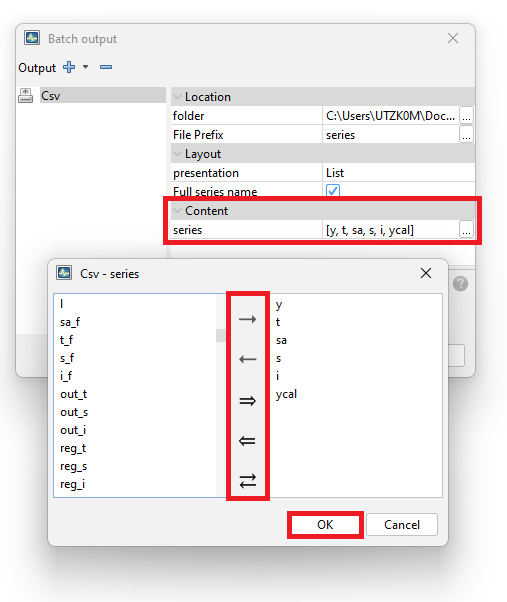 Batch output
Output
Csv
Location
folder C:\Users\UTZK0M\Doc... ...
File Prefix series ...
Layout
presentation List
Full series name
Content
series [y, t, sa, s, i, ycal] ...
Csv - series
l
sa_f
t_f
s_f
i_f
out_t
out_s
out_i
reg_t
reg_s
reg_i
y
t
sa
s
i
ycal
OK Cancel